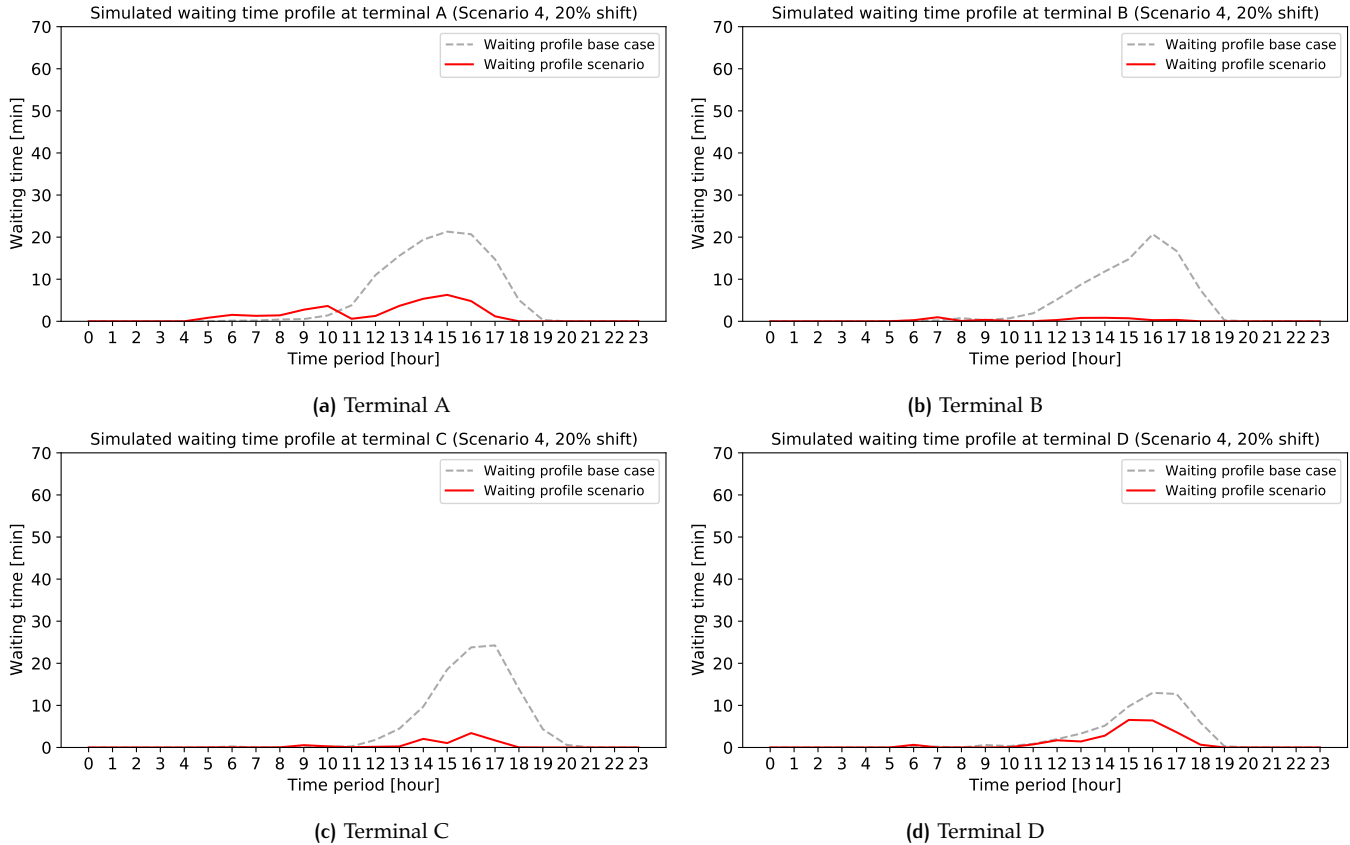 Simulated waiting time profile at terminal A (Scenario 4, 20% shift)
70
60
50
40
30
20
10
0
Waiting time [min]
Waiting profile base case
Waiting profile scenario
0 1 2 3 4 5 6 7 8 9 10 11 12 13 14 15 16 17 18 19 20 21 22 23
Time period [hour]
(a) Terminal A
Simulated waiting time profile at terminal B (Scenario 4, 20% shift)
70
60
50
40
30
20
10
0
Waiting time [min]
Waiting profile base case
Waiting profile scenario
0 1 2 3 4 5 6 7 8 9 10 11 12 13 14 15 16 17 18 19 20 21 22 23
Time period [hour]
(b) Terminal B
Simulated waiting time profile at terminal C (Scenario 4, 20% shift)
70
60
50
40
30
20
10
0
Waiting time [min]
Waiting profile base case
Waiting profile scenario
0 1 2 3 4 5 6 7 8 9 10 11 12 13 14 15 16 17 18 19 20 21 22 23
Time period [hour]
(c) Terminal C
Simulated waiting time profile at terminal D (Scenario 4, 20% shift)
70
60
50
40
30
20
10
0
Waiting time [min]
Waiting profile base case
Waiting profile scenario
0 1 2 3 4 5 6 7 8 9 10 11 12 13 14 15 16 17 18 19 20 21 22 23
Time period [hour]
(d) Terminal D